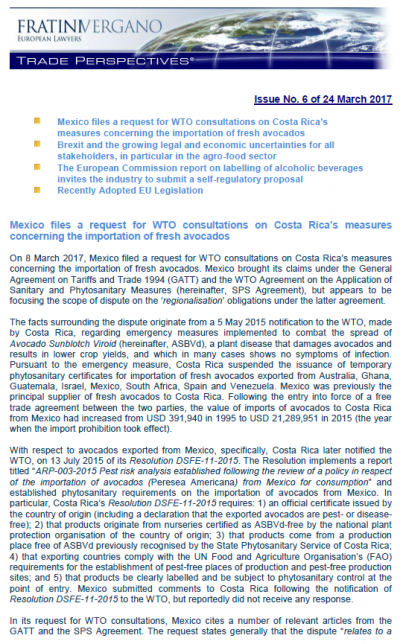 FRATINIVERGANO
EUROPEAN LAWYERS
TRADE PERSPECTIVES®
Issue No. 6 of 24 March 2017
Mexico files a request for WTO consultations on Costa Rica's
measures concerning the importation of fresh avocados
Brexit and the growing legal and economic uncertainties for all
stakeholders, in particular in the agro-food sector
The European Commission report on labelling of alcoholic beverages
invites the industry to submit a self-regulatory proposal
Recently Adopted EU Legislation
Mexico files a request for WTO consultations on Costa Rica's measures
concerning the importation of fresh avocados
On 8 March 2017, Mexico filed a request for WTO consultations on Costa Rica's measures
concerning the importation of fresh avocados. Mexico brought its claims under the General
Agreement on Tariffs and Trade 1994 (GATT) and the WTO Agreement on the Application of
Sanitary and Phytosanitary Measures (hereinafter, SPS Agreement), but appears to be
focusing the scope of dispute on the 'regionalisation' obligations under the latter agreement.
The facts surrounding the dispute originate from a 5 May 2015 notification to the WTO, made
by Costa Rica, regarding emergency measures implemented to combat the spread of
Avocado Sunblotch Viroid (hereinafter, ASBVd), a plant disease that damages avocados and
results in lower crop yields, and which in many cases shows no symptoms of infection.
Pursuant to the emergency measure, Costa Rica suspended the issuance of temporary
phytosanitary certificates for importation of fresh avocados exported from Australia, Ghana,
Guatemala, Israel, Mexico, South Africa, Spain and Venezuela. Mexico was previously the
principal supplier of fresh avocados to Costa Rica. Following the entry into force of a free
trade agreement between the two parties, the value of imports of avocados to Costa Rica
from Mexico had increased from USD 391,940 in 1995 to USD 21,289,951 in 2015 (the year
when the import prohibition took effect).
With respect to avocados exported from Mexico, specifically, Costa Rica later notified the
WTO, on 13 July 2015 of its Resolution DSFE-11-2015. The Resolution implements a report
titled "ARP-003-2015 Pest risk analysis established following the review of a policy in respect
of the importation of avocados (Peresea Americana) from Mexico for consumption" and
established phytosanitary requirements on the importation of avocados from Mexico. In
particular, Costa Rica's Resolution DSFE-11-2015 requires: 1) an official certificate issued by
the country of origin (including a declaration that the exported avocados are pest- or disease-
free); 2) that products originate from nurseries certified as ASBVd-free by the national plant
protection organisation of the country of origin; 3) that products come from a production
place free of ASBVd previously recognised by the State Phytosanitary Service of Costa Rica;
4) that exporting countries comply with the UN Food and Agriculture Organisation's (FAO)
requirements for the establishment of pest-free places of production and pest-free production
sites; and 5) that products be clearly labelled and be subject to phytosanitary control at the
point of entry. Mexico submitted comments to Costa Rica following the notification of
Resolution DSFE-11-2015 to the WTO, but reportedly did not receive any response.
In its request for WTO consultations, Mexico cites a number of relevant articles from the
GATT and the SPS Agreement. The request states generally that the dispute "relates to a